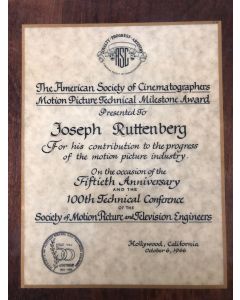 ASC
The American Society of Cinematographers
Motion Picture Technical Milestone Award
Presented To
Joseph Ruttenberg
For his contribution to the progress
of the motion picture industry
On the occasion of the
Fiftieth Anniversary
AND THE
100th Technical Conference
OF THE
Society of Motion Picture and Television Engineers
Hollywood, California
October 6, 1966